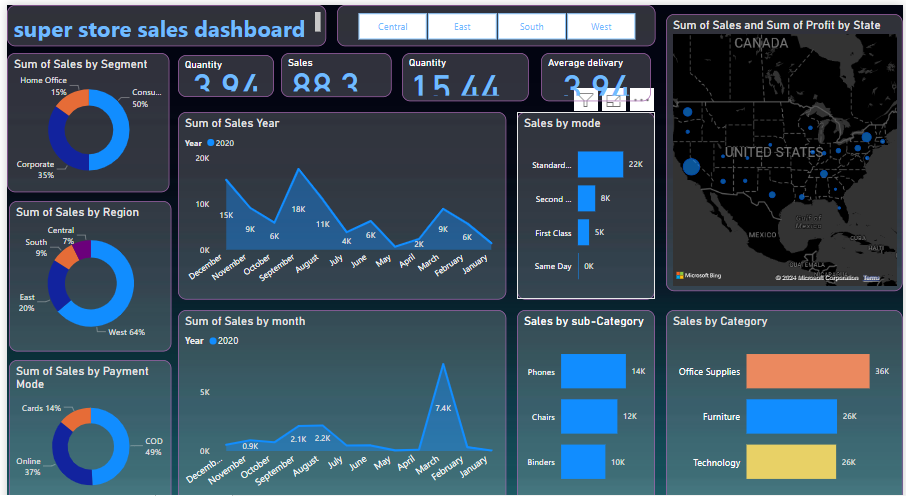 super store sales dashboard
Central East South West
Sum of Sales by Segment
Home Office
15%
Consu...
50%
Corporate
35%
Quantity
3.94
Sales
88.3
Quantity
15.44
Average delivary
3.94
Sum of Sales and Sum of Profit by State
CANADA
UNITED STATES
Gulf of
Mexico
MEXICO
CUBA
GUATEMALA
Microsoft Bing
© 2024 Microsoft Corporation Terms
Sum of Sales Year
Year 2020
20K
10K
0K
15K
9K
6K
18K
11K
4K
6K
2K
9K
6K
December
November
October
September
August
July
June
May
April
March
February
January
Sales by mode
Standard... 22K
Second ... 8K
First Class 5K
Same Day 0K
Sum of Sales by Region
Central
7%
South
9%
East
20%
West 64%
Sum of Sales by month
Year 2020
5K
0K
0.9K
2.1K
2.2K
7.4K
Decemb...
November
October
September
August
July
June
May
April
March
February
January
Sales by sub-Category
Phones 14K
Chairs 12K
Binders 10K
Sales by Category
Office Supplies 36K
Furniture 26K
Technology 26K
Sum of Sales by Payment
Mode
Cards 14%
COD
49%
Online
37%